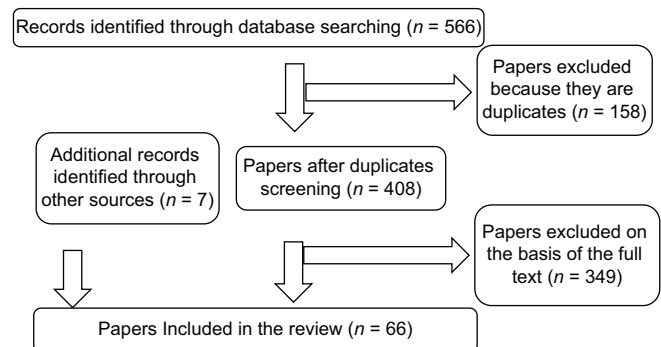 Records identified through database searching (n = 566)
Papers excluded
because they are
duplicates (n = 158)
Additional records
identified through
other sources (n = 7)
Papers after duplicates
screening (n = 408)
Papers excluded on
the basis of the full
text (n = 349)
Papers Included in the review (n = 66)